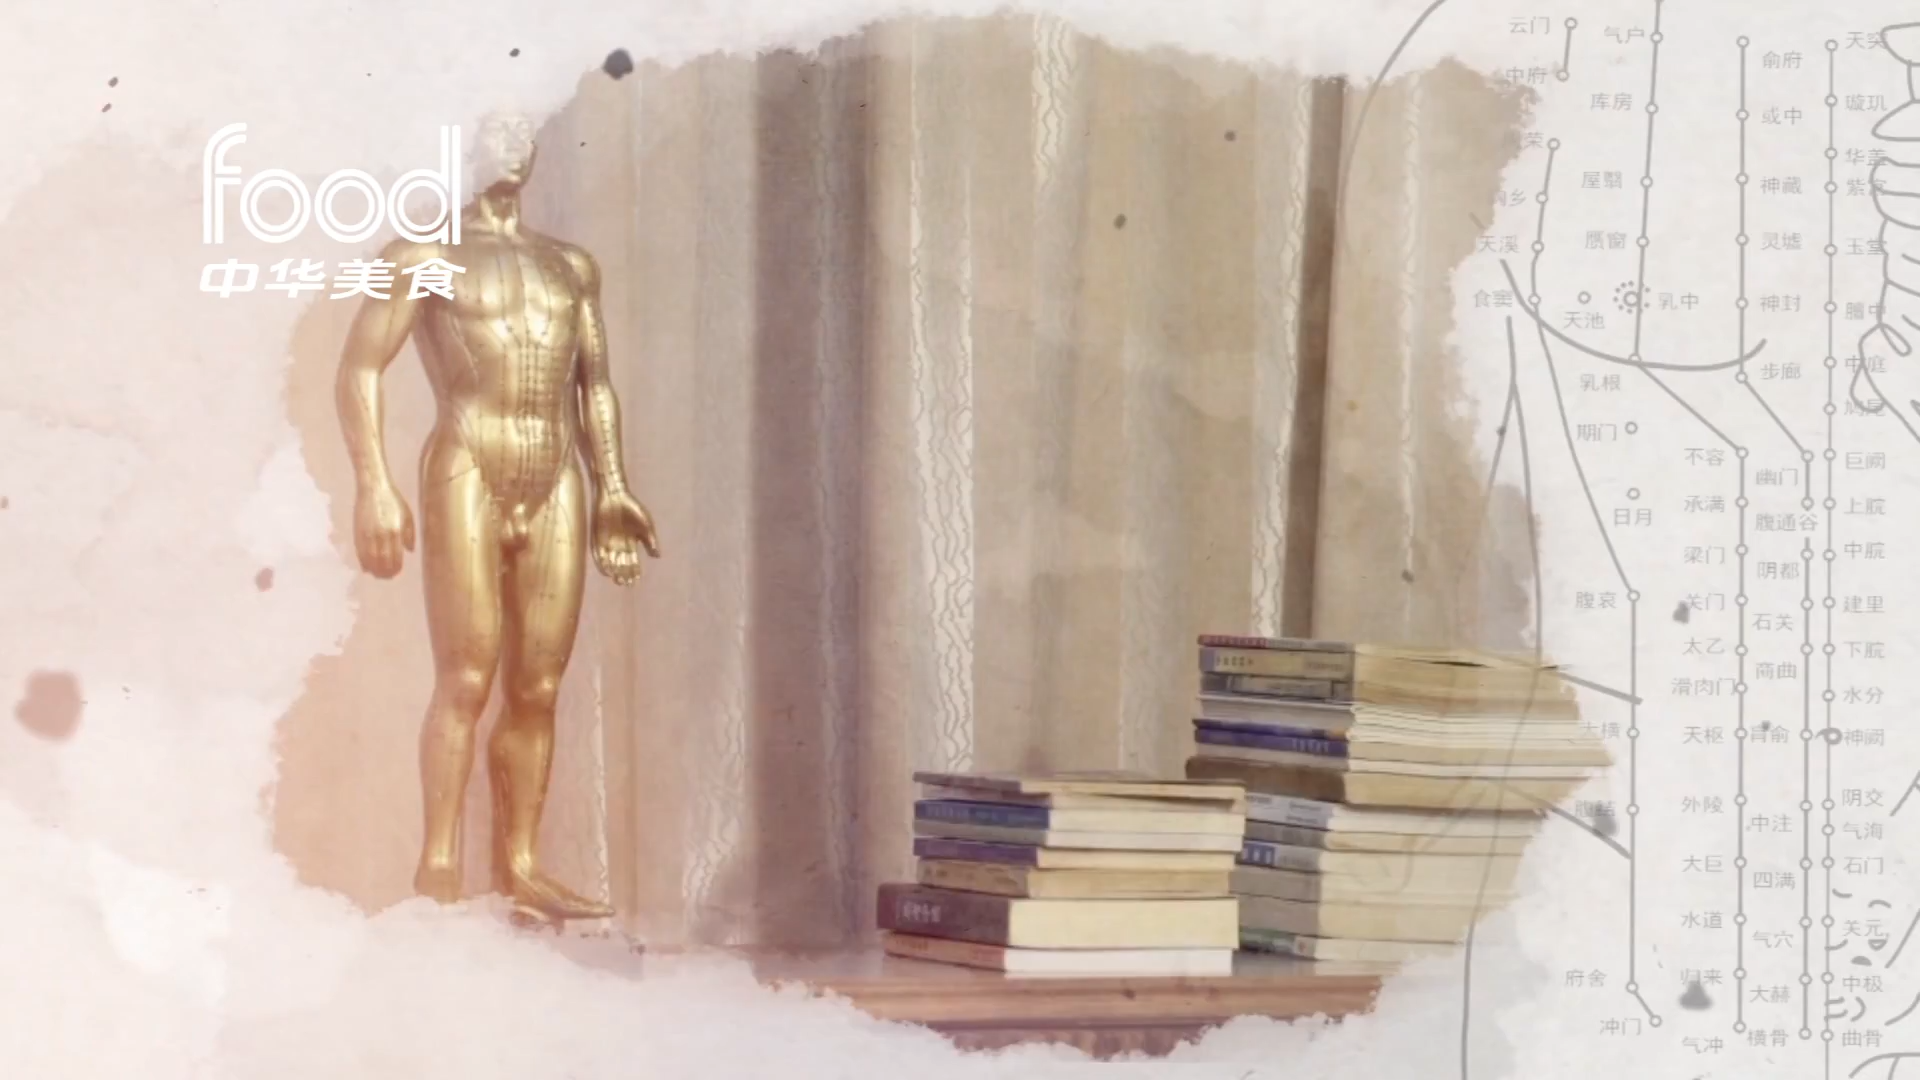 food
中华美食
云门
气户
俞府
天突
中府
库房
或中
璇玑
荣
华盖
屋翳
神藏
紫宫
乡
天溪
膺窗
灵墟
玉堂
食窦
天池
乳中
神封
膻中
乳根
步廊
中庭
期门
鸠尾
不容
幽门
巨阙
日月
承满
腹通谷
上脘
梁门
阴都
中脘
腹哀
关门
石关
建里
太乙
商曲
下脘
滑肉门
水分
大横
天枢
肓俞
神阙
腹结
外陵
中注
阴交
气海
大巨
四满
石门
水道
气穴
关元
府舍
归来
大赫
中极
冲门
气冲
横骨
曲骨